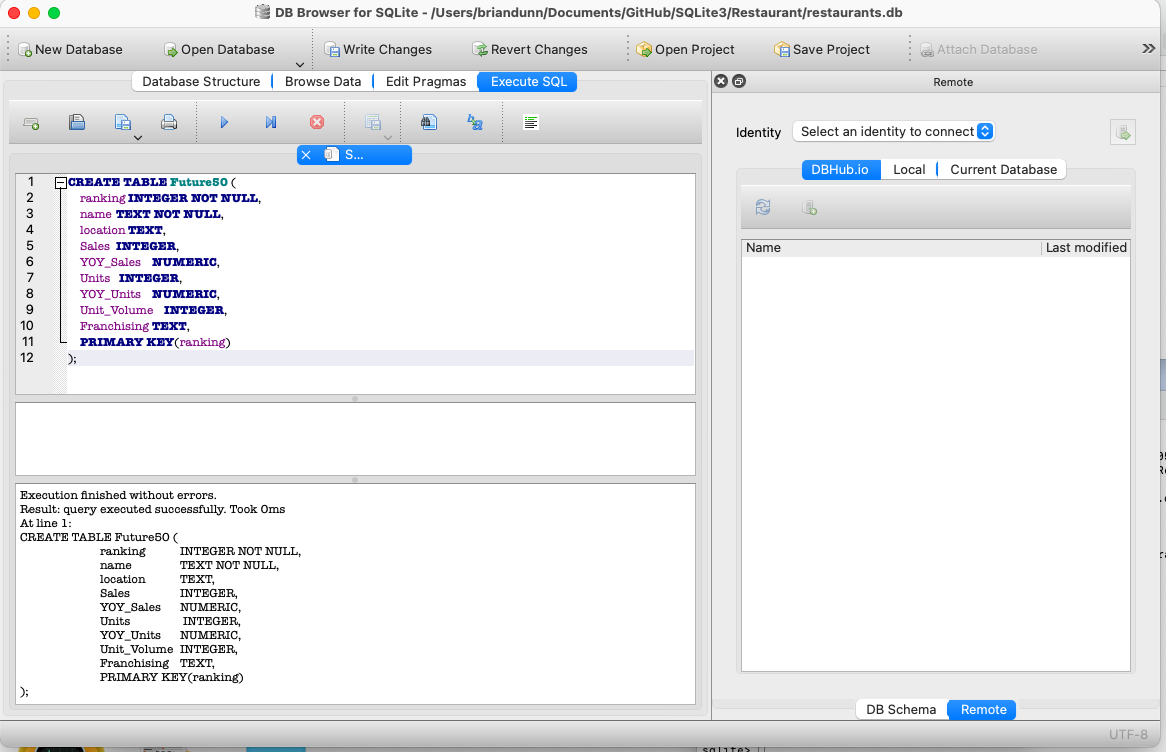 DB Browser for SQLite - /Users/briandunn/Documents/GitHub/SQLite3/Restaurant/restaurants.db
New Database Open Database Write Changes Revert Changes Open Project Save Project Attach Database »
Database Structure Browse Data Edit Pragmas Execute SQL
Remote
Identity Select an identity to connect
S...
DBHub.io Local Current Database
Name Last modified
1 CREATE TABLE Future50 (
2 ranking INTEGER NOT NULL,
3 name TEXT NOT NULL,
4 location TEXT,
5 Sales INTEGER,
6 YOY_Sales NUMERIC,
7 Units INTEGER,
8 YOY_Units NUMERIC,
9 Unit_Volume INTEGER,
10 Franchising TEXT,
11 PRIMARY KEY(ranking)
12 );
Execution finished without errors.
Result: query executed successfully. Took 0ms
At line 1:
CREATE TABLE Future50 (
ranking INTEGER NOT NULL,
name TEXT NOT NULL,
location TEXT,
Sales INTEGER,
YOY_Sales NUMERIC,
Units INTEGER,
YOY_Units NUMERIC,
Unit_Volume INTEGER,
Franchising TEXT,
PRIMARY KEY(ranking)
);
DB Schema Remote
UTF-8
sqlite>